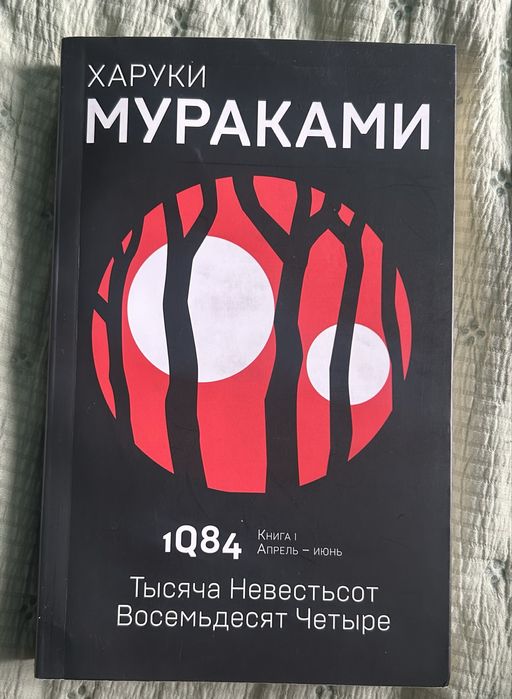 ХАРУКИ
МУРАКАМИ
1Q84
Книга I
Апрель – июнь
Тысяча Невестьсот
Восемьдесят Четыре